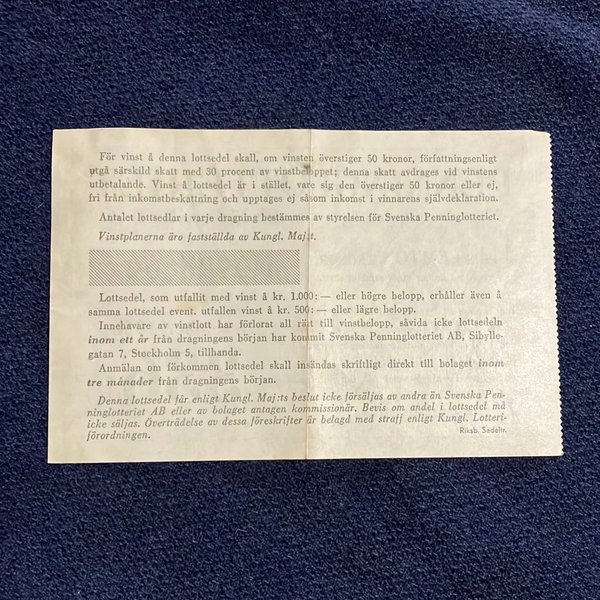 För vinst å denna lottsedel skall, om vinsten överstiger 50 kronor, författningsenligt
utgå särskild skatt med 30 procent av vinstbeloppet; denna skatt avdrages vid vinstens
utbetalande. Vinst å lottsedel är i stället, vare sig den överstiger 50 kronor eller ej,
fri från inkomstbeskattning och upptages ej såsom inkomst i vinnarens självdeklaration.
Antalet lottsedlar i varje dragning bestämmes av styrelsen för Svenska Penninglotteriet.
Vinstplanerna äro fastställda av Kungl. Maj:t.
Lottsedel, som utfallit med vinst å kr. 1.000: — eller högre belopp, erhåller även å
samma lottsedel event. utfallen vinst å kr. 500: — eller lägre belopp.
Innehavare av vinstlott har förlorat all rätt till vinstbelopp, såvida icke lottsedeln
inom ett år från dragningens början har kommit Svenska Penninglotteriet AB, Sibylle-
gatan 7, Stockholm 5, tillhanda.
Anmälan om förkommen lottsedel skall insändas skriftligt direkt till bolaget inom
tre månader från dragningens början.
Denna lottsedel får enligt Kungl. Maj:ts beslut icke försäljas av andra än Svenska Pen-
ninglotteriet AB eller av bolaget antagen kommissionär. Bevis om andel i lottsedel må
icke säljas. Överträdelse av dessa föreskrifter är belagd med straff enligt Kungl. Lotteri-
förordningen.
Riksb. Sedeltr.